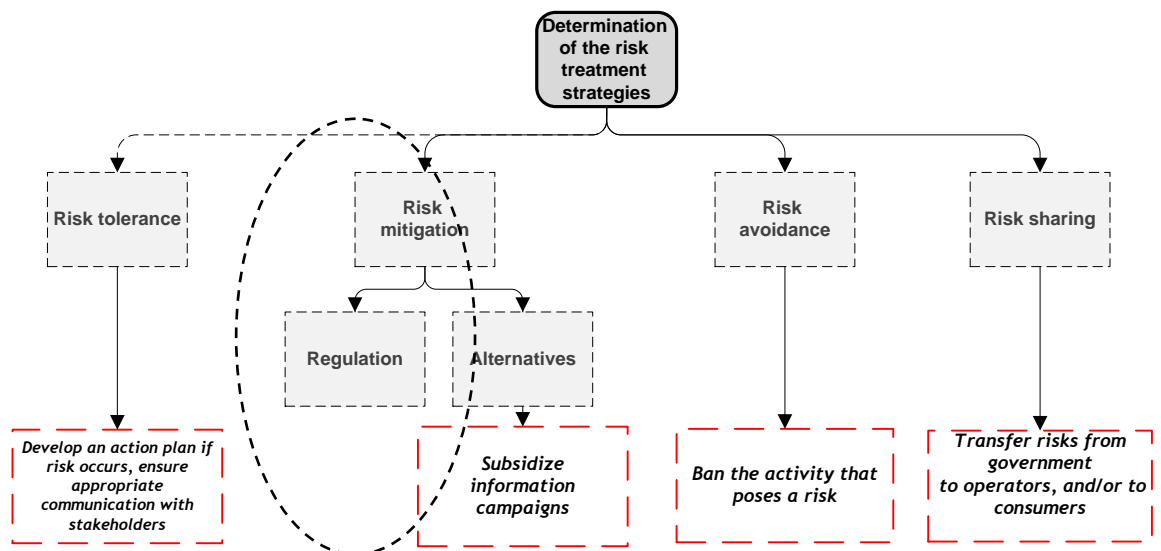 Determination
of the risk
treatment
strategies
Risk tolerance
Risk
mitigation
Risk
avoidance
Risk sharing
Regulation
Alternatives
Develop an action plan if
risk occurs, ensure
appropriate
communication with
stakeholders
Subsidize
information
campaigns
Ban the activity that
poses a risk
Transfer risks from
government
to operators, and/or to
consumers